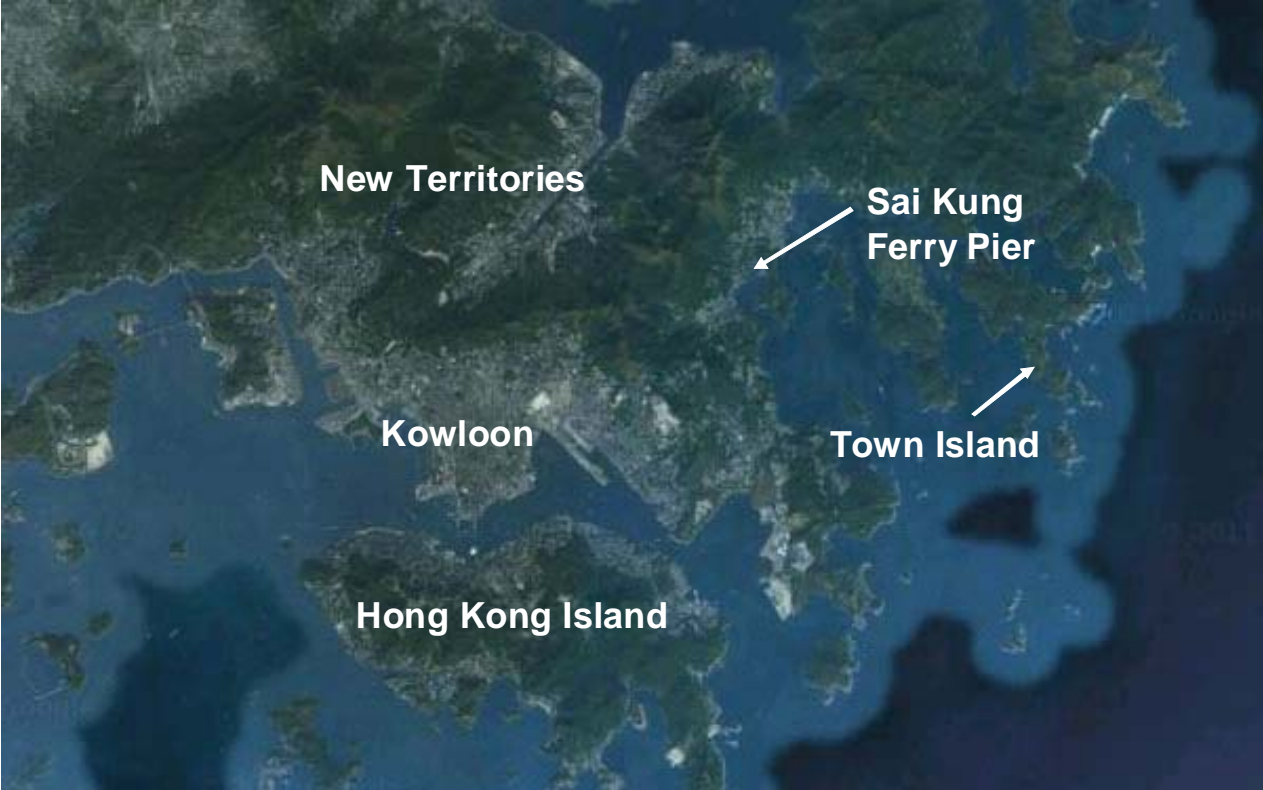 New Territories
Sai Kung
Ferry Pier
Kowloon
Town Island
Hong Kong Island